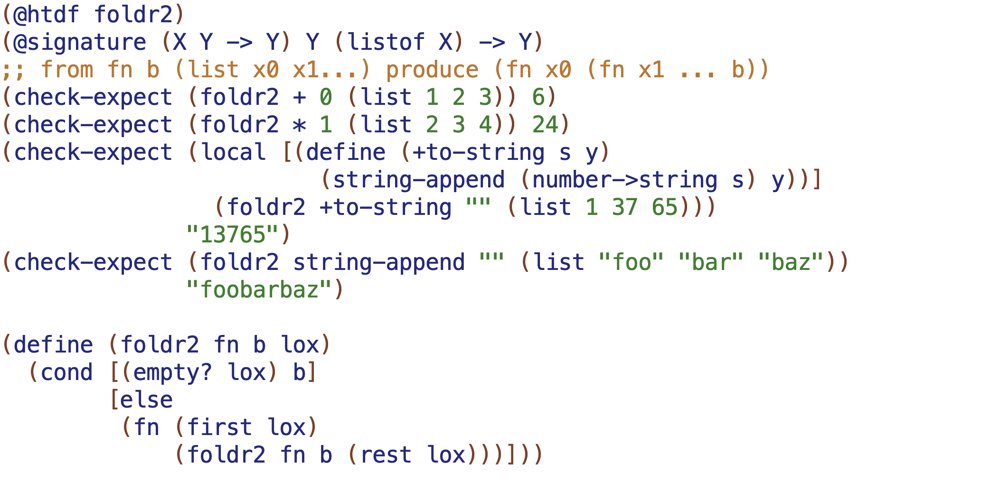 (@htdf foldr2)
(@signature (X Y -> Y) Y (listof X) -> Y)
;; from fn b (list x0 x1...) produce (fn x0 (fn x1 ... b))
(check-expect (foldr2 + 0 (list 1 2 3)) 6)
(check-expect (foldr2 * 1 (list 2 3 4)) 24)
(check-expect (local [(define (+to-string s y)
                        (string-append (number->string s) y))]
                (foldr2 +to-string "" (list 1 37 65)))
              "13765")
(check-expect (foldr2 string-append "" (list "foo" "bar" "baz"))
              "foobarbaz")

(define (foldr2 fn b lox)
  (cond [(empty? lox) b]
        [else
         (fn (first lox)
             (foldr2 fn b (rest lox)))]))